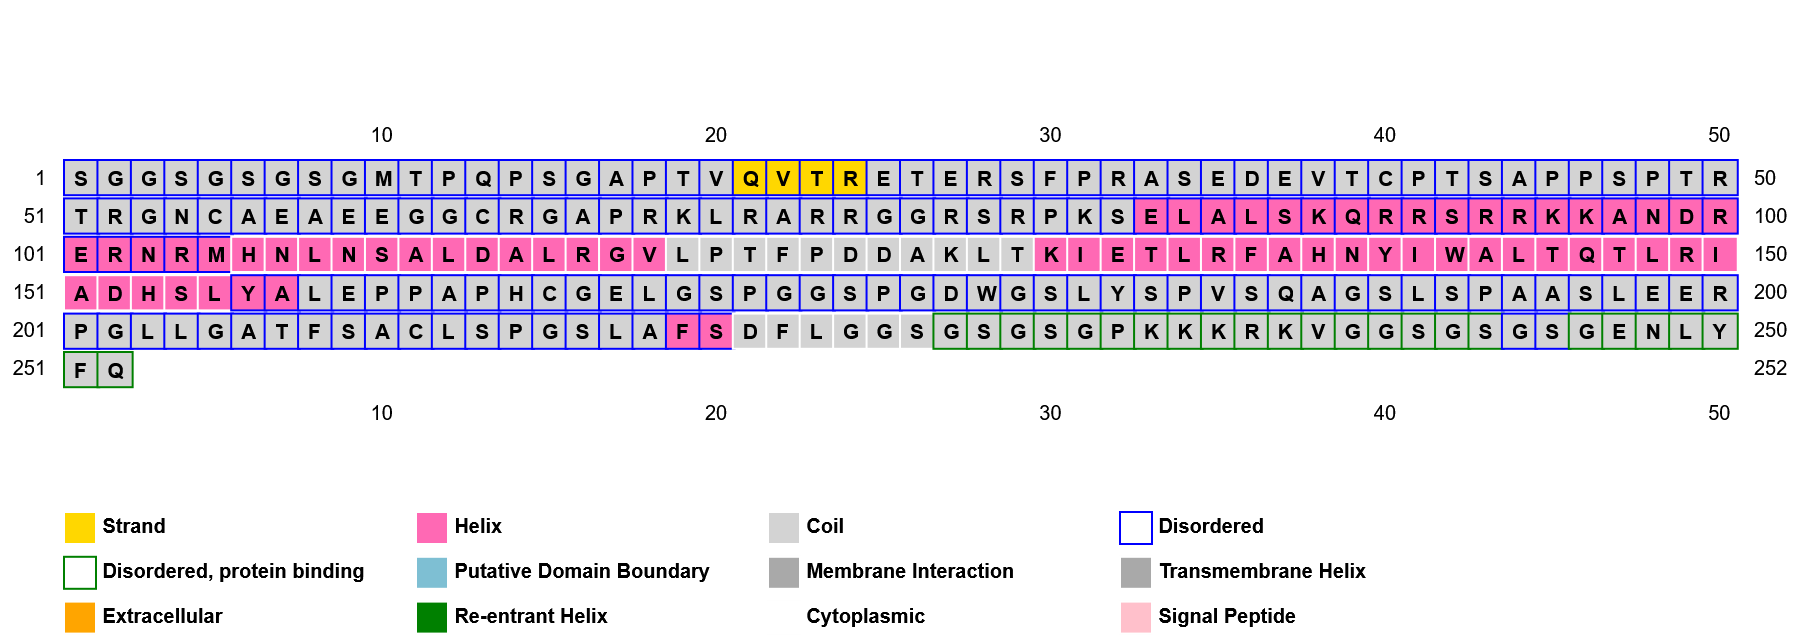 10 20 30 40 50
1 S G G S G S G S G M T P Q P S G A P T V Q V T R E T E R S F P R A S E D E V T C P T S A P P S P T R 50
51 T R G N C A E A E E G G C R G A P R K L R A R R G G R S R P K S E L A L S K Q R R S R R K K A N D R 100
101 E R N R M H N L N S A L D A L R G V L P T F P D D A K L T K I E T L R F A H N Y I W A L T Q T L R I 150
151 A D H S L Y A L E P P A P H C G E L G S P G G S P G D W G S L Y S P V S Q A G S L S P A A S L E E R 200
201 P G L L G A T F S A C L S P G S L A F S D F L G G S G S G S G P K K K R K V G G S G S G S G E N L Y 250
251 F Q 252
10 20 30 40 50
Strand Helix Coil Disordered
Disordered, protein binding Putative Domain Boundary Membrane Interaction Transmembrane Helix
Extracellular Re-entrant Helix Cytoplasmic Signal Peptide